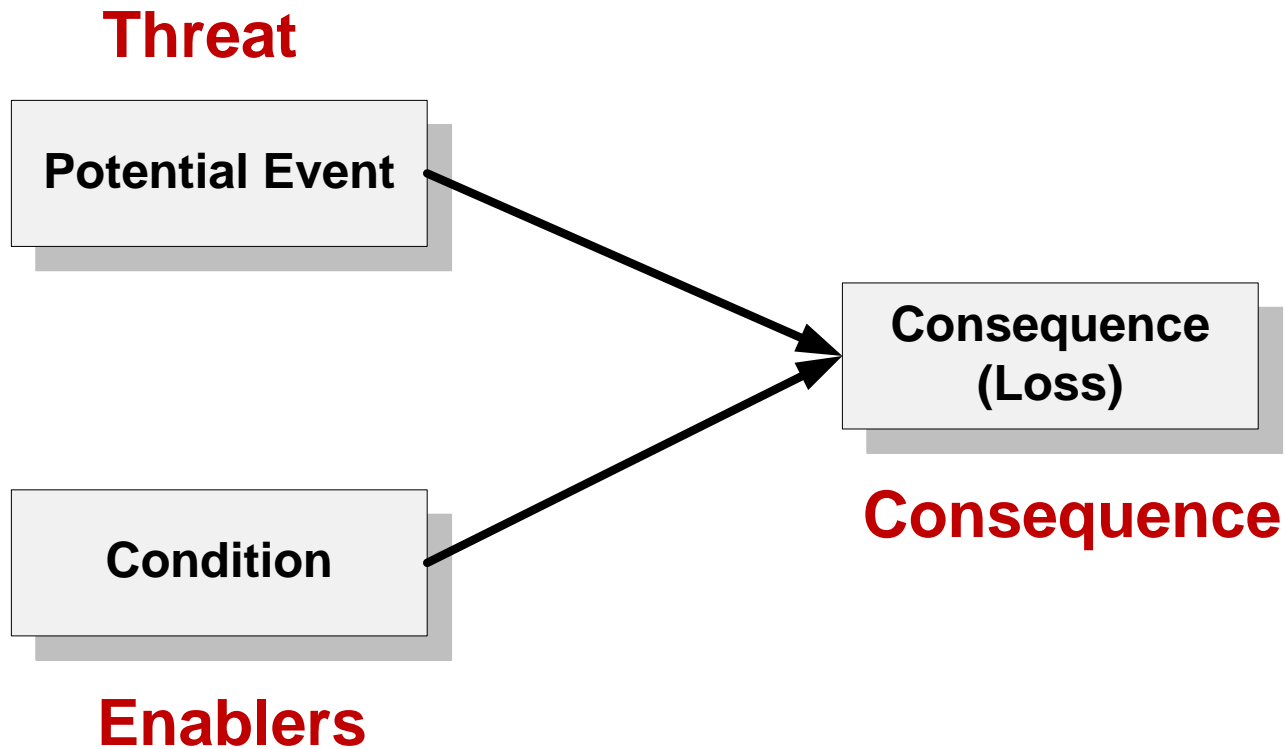 Threat
Potential Event
Consequence
(Loss)
Consequence
Condition
Enablers